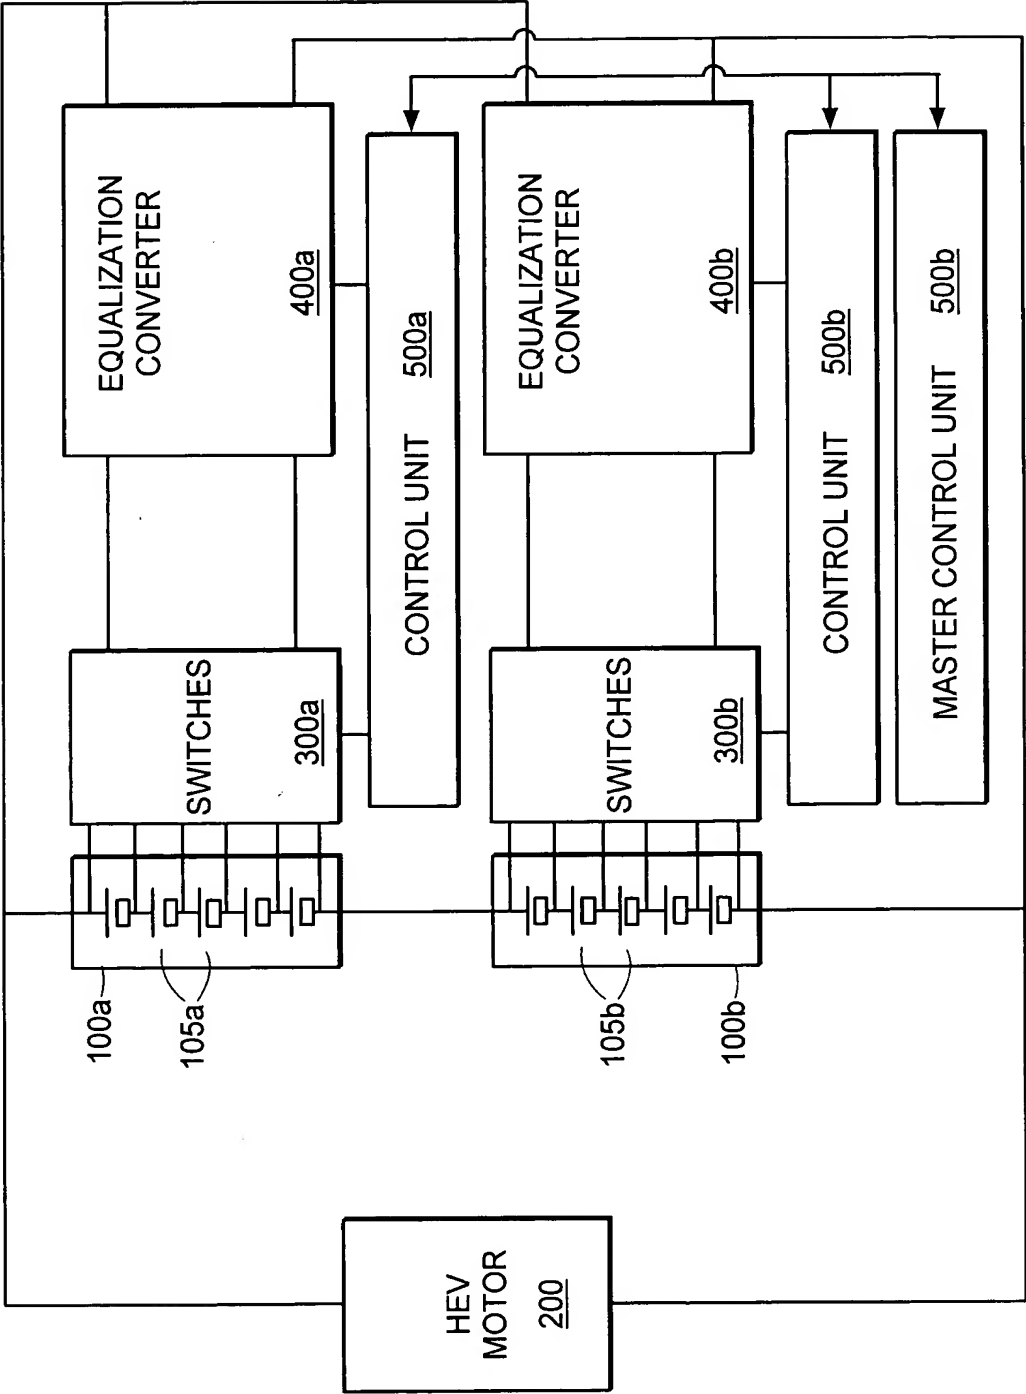 HEV
MOTOR
200
100a
105a
105b
100b
SWITCHES
300a
SWITCHES
300b
EQUALIZATION
CONVERTER
400a
CONTROL UNIT 500a
EQUALIZATION
CONVERTER
400b
CONTROL UNIT 500b
MASTER CONTROL UNIT 500b